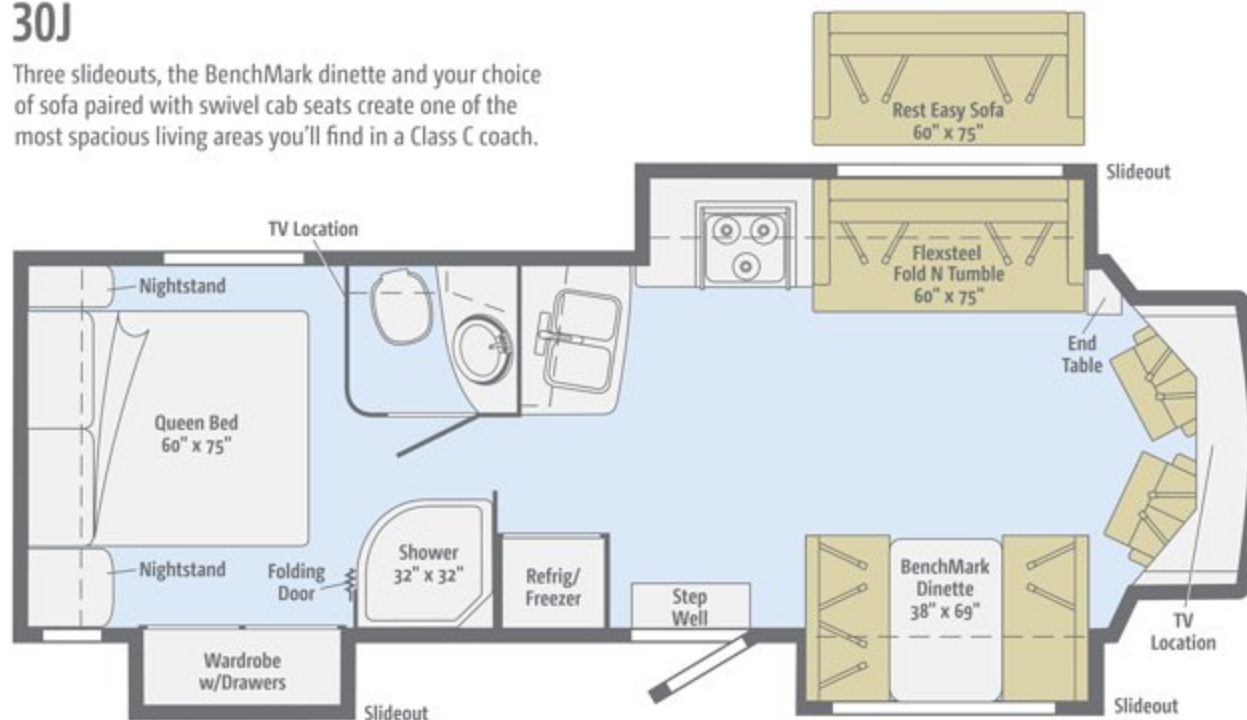 30J
Three slideouts, the BenchMark dinette and your choice
of sofa paired with swivel cab seats create one of the
most spacious living areas you'll find in a Class C coach.
Rest Easy Sofa
60" x 75"
Slideout
TV Location
Nightstand
Flexsteel
Fold N Tumble
60" x 75"
End
Table
Queen Bed
60" x 75"
Nightstand
Folding
Door
Shower
32" x 32"
Refrig/
Freezer
Step
Well
BenchMark
Dinette
38" x 69"
TV
Location
Wardrobe
w/Drawers
Slideout
Slideout